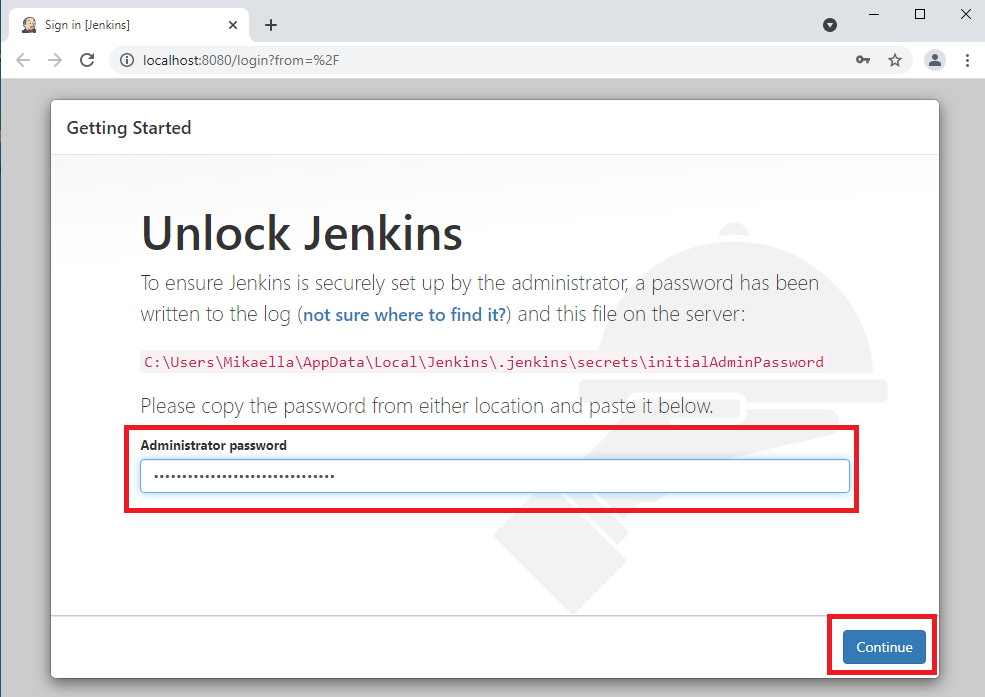 Sign in [Jenkins]
localhost:8080/login?from=%2F
Getting Started
Unlock Jenkins
To ensure Jenkins is securely set up by the administrator, a password has been
written to the log (not sure where to find it?) and this file on the server:
C:\Users\Mikaella\AppData\Local\Jenkins\.jenkins\secrets\initialAdminPassword
Please copy the password from either location and paste it below.
Administrator password
Continue